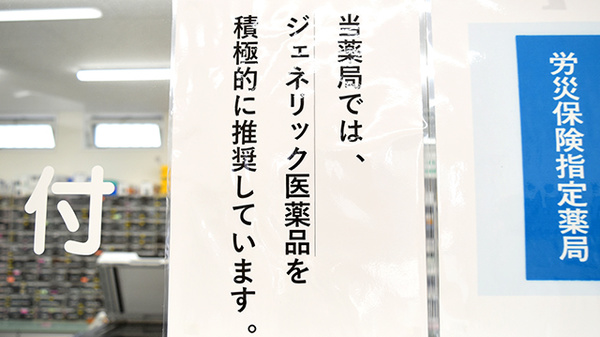 当薬局では、
ジェネリック医薬品を
積極的に推奨しています。
労災保険指定薬局
付